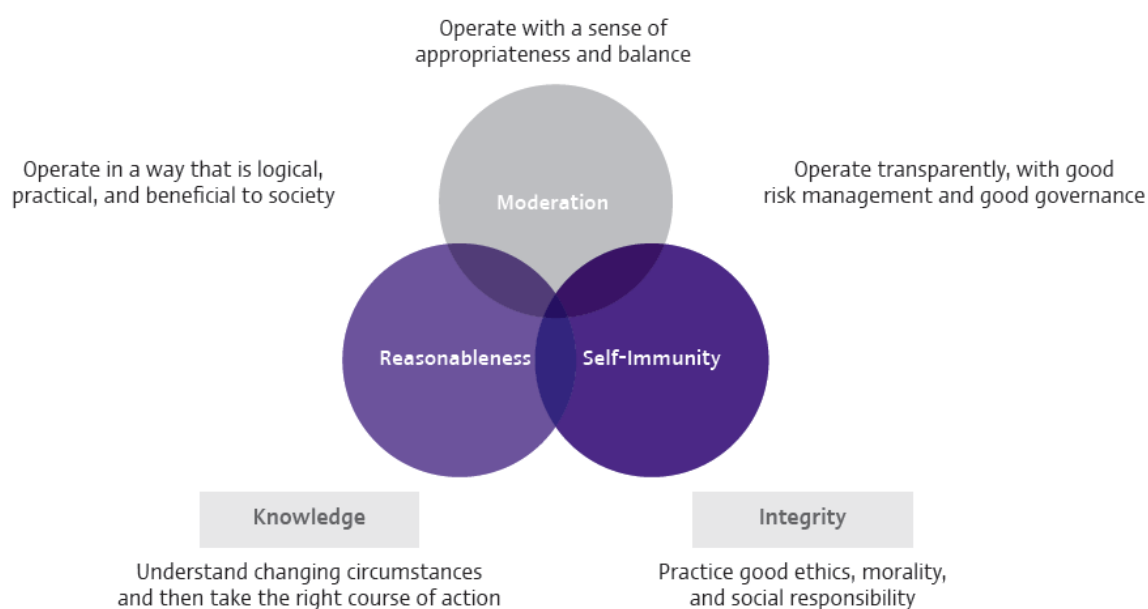 Operate with a sense of
appropriateness and balance
Operate in a way that is logical,
practical, and beneficial to society
Operate transparently, with good
risk management and good governance
Moderation
Reasonableness
Self-Immunity
Knowledge
Understand changing circumstances
and then take the right course of action
Integrity
Practice good ethics, morality,
and social responsibility